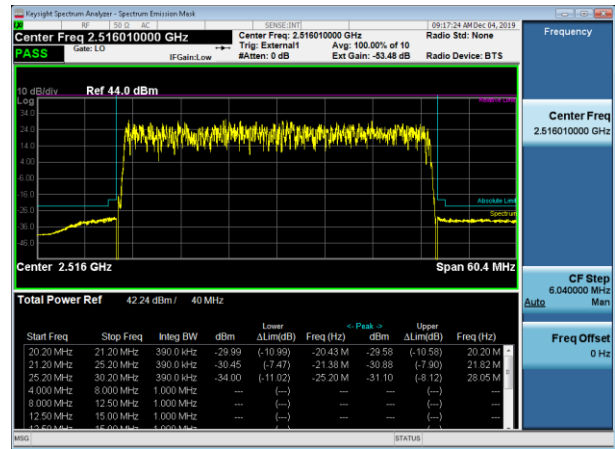 Keysight Spectrum Analyzer - Spectrum Emission Mask
LXI RF 50 Ω AC SENSE:INT 09:17:24 AM Dec 04, 2019
Center Freq 2.516010000 GHz Center Freq: 2.516010000 GHz Radio Std: None Frequency
Gate: LO Trig: External1 Avg: 100.00% of 10
PASS IFGain:Low #Atten: 0 dB Ext Gain: -53.48 dB Radio Device: BTS
10 dB/div Ref 44.0 dBm
Log Relative Limit
34.0
24.0
14.0
4.00
-6.00
-16.0
Absolute Limit
-26.0
Spectrum
-36.0
-46.0
Center 2.516 GHz Span 60.4 MHz
Center Freq
2.516010000 GHz
CF Step
6.040000 MHz
Auto Man
Freq Offset
0 Hz
Total Power Ref 42.24 dBm / 40 MHz
Lower <- Peak -> Upper
Start Freq Stop Freq Integ BW dBm ΔLim(dB) Freq (Hz) dBm ΔLim(dB) Freq (Hz)
20.20 MHz 21.20 MHz 390.0 kHz -29.99 (-10.99) -20.43 M -29.58 (-10.58) 20.20 M
21.20 MHz 25.20 MHz 390.0 kHz -30.45 (-7.47) -21.38 M -30.88 (-7.90) 21.82 M
25.20 MHz 30.20 MHz 390.0 kHz -34.00 (-11.02) -25.20 M -31.10 (-8.12) 28.05 M
4.000 MHz 8.000 MHz 1.000 MHz --- (---) --- (---)
8.000 MHz 12.50 MHz 1.000 MHz --- (---) --- (---)
12.50 MHz 15.00 MHz 1.000 MHz --- (---) --- (---)
MSG STATUS